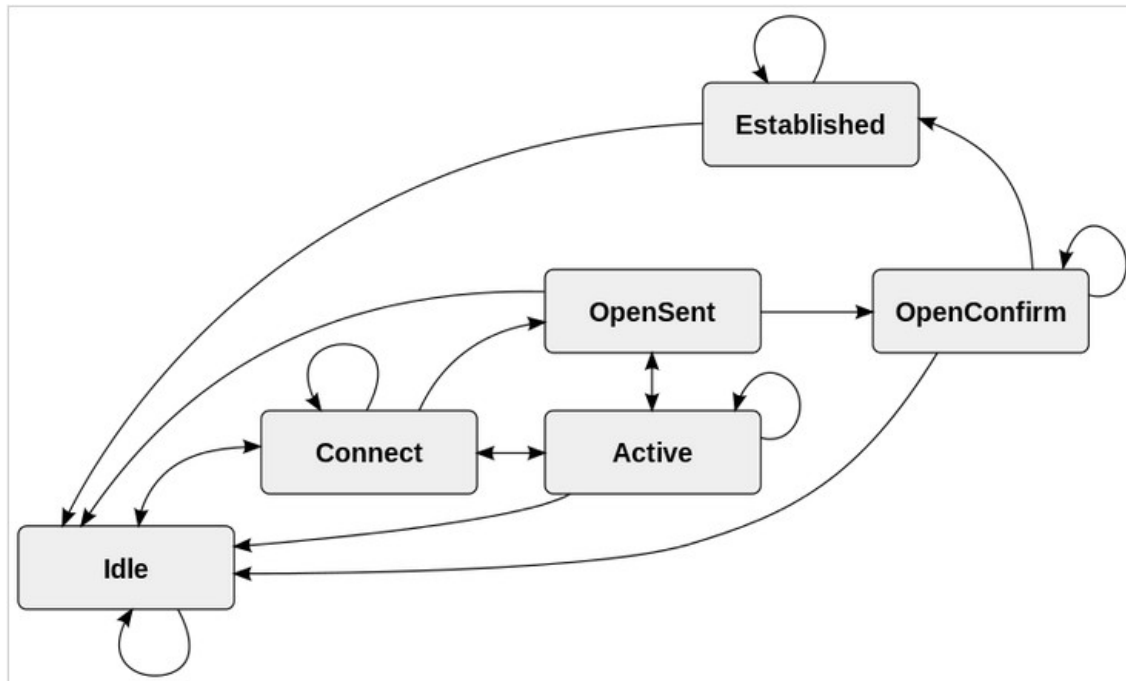 Established
OpenSent
OpenConfirm
Connect
Active
Idle